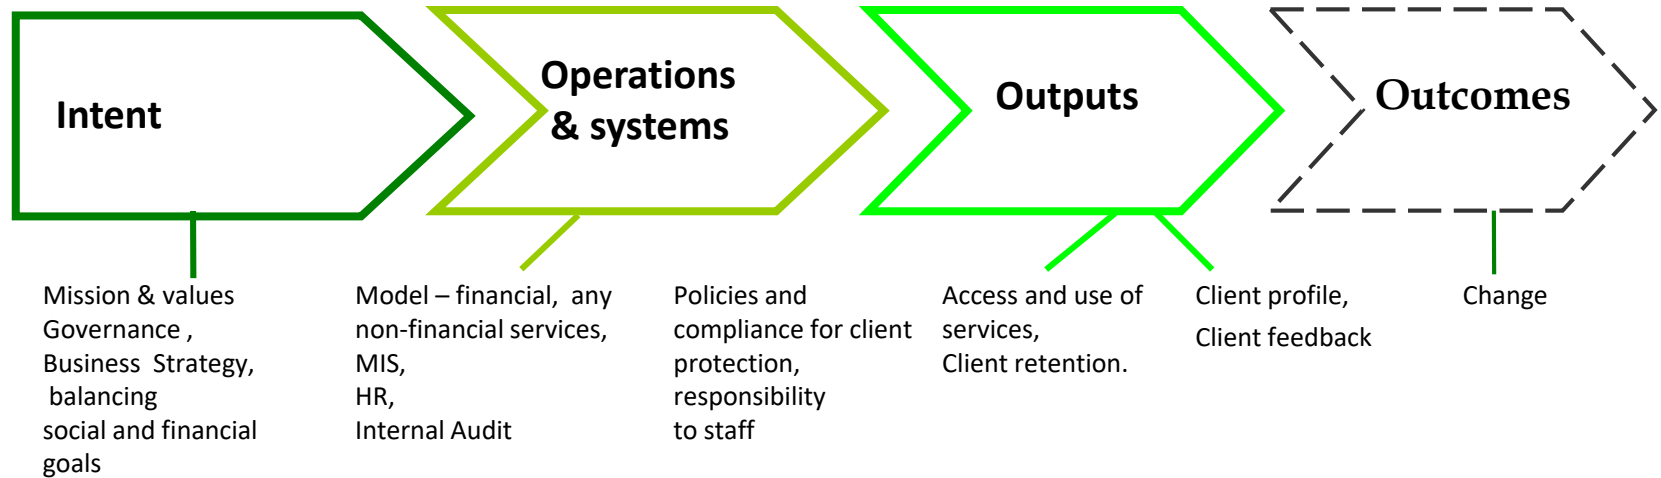 Intent
Operations
& systems
Outputs
Outcomes
Mission & values
Governance ,
Business Strategy,
balancing
social and financial
goals
Model – financial, any
non-financial services,
MIS,
HR,
Internal Audit
Policies and
compliance for client
protection,
responsibility
to staff
Access and use of
services,
Client retention.
Client profile,
Client feedback
Change